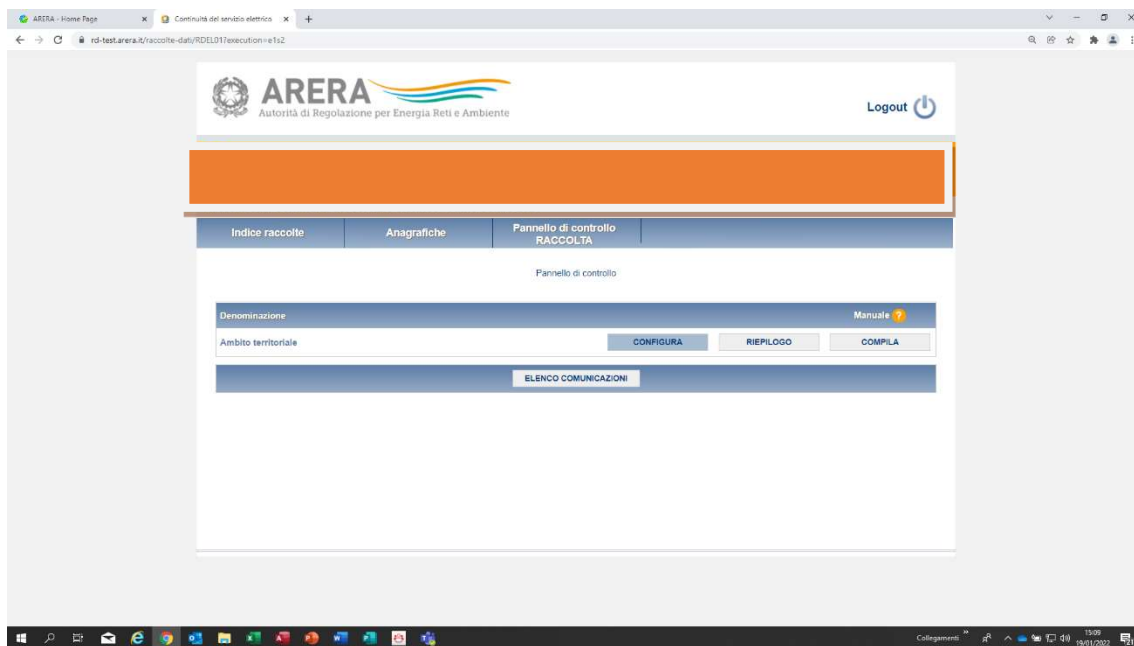 ARERA - Home Page
Continuità del servizio elettrico
rd-test.arera.it/raccolte-dati/RDEL01?execution=e1s2
ARERA
Autorità di Regolazione per Energia Reti e Ambiente
Logout
Indice raccolte
Anagrafiche
Pannello di controllo
RACCOLTA
Pannello di controllo
Denominazione
Manuale ?
Ambito territoriale
CONFIGURA
RIEPILOGO
COMPILA
ELENCO COMUNICAZIONI
Collegamenti
15:09
19/01/2022